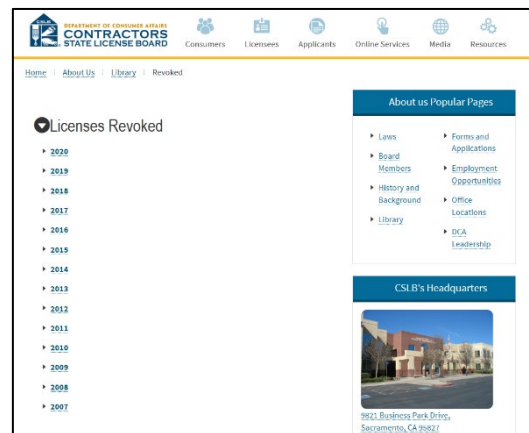 CSLB
DEPARTMENT OF CONSUMER AFFAIRS
CONTRACTORS
STATE LICENSE BOARD
Consumers
Licensees
Applicants
Online Services
Media
Resources
Home | About Us | Library | Revoked
Licenses Revoked
2020
2019
2018
2017
2016
2015
2014
2013
2012
2011
2010
2009
2008
2007
About us Popular Pages
Laws
Board
Members
History and
Background
Library
Forms and
Applications
Employment
Opportunities
Office
Locations
DCA
Leadership
CSLB's Headquarters
9821 Business Park Drive,
Sacramento, CA 95827